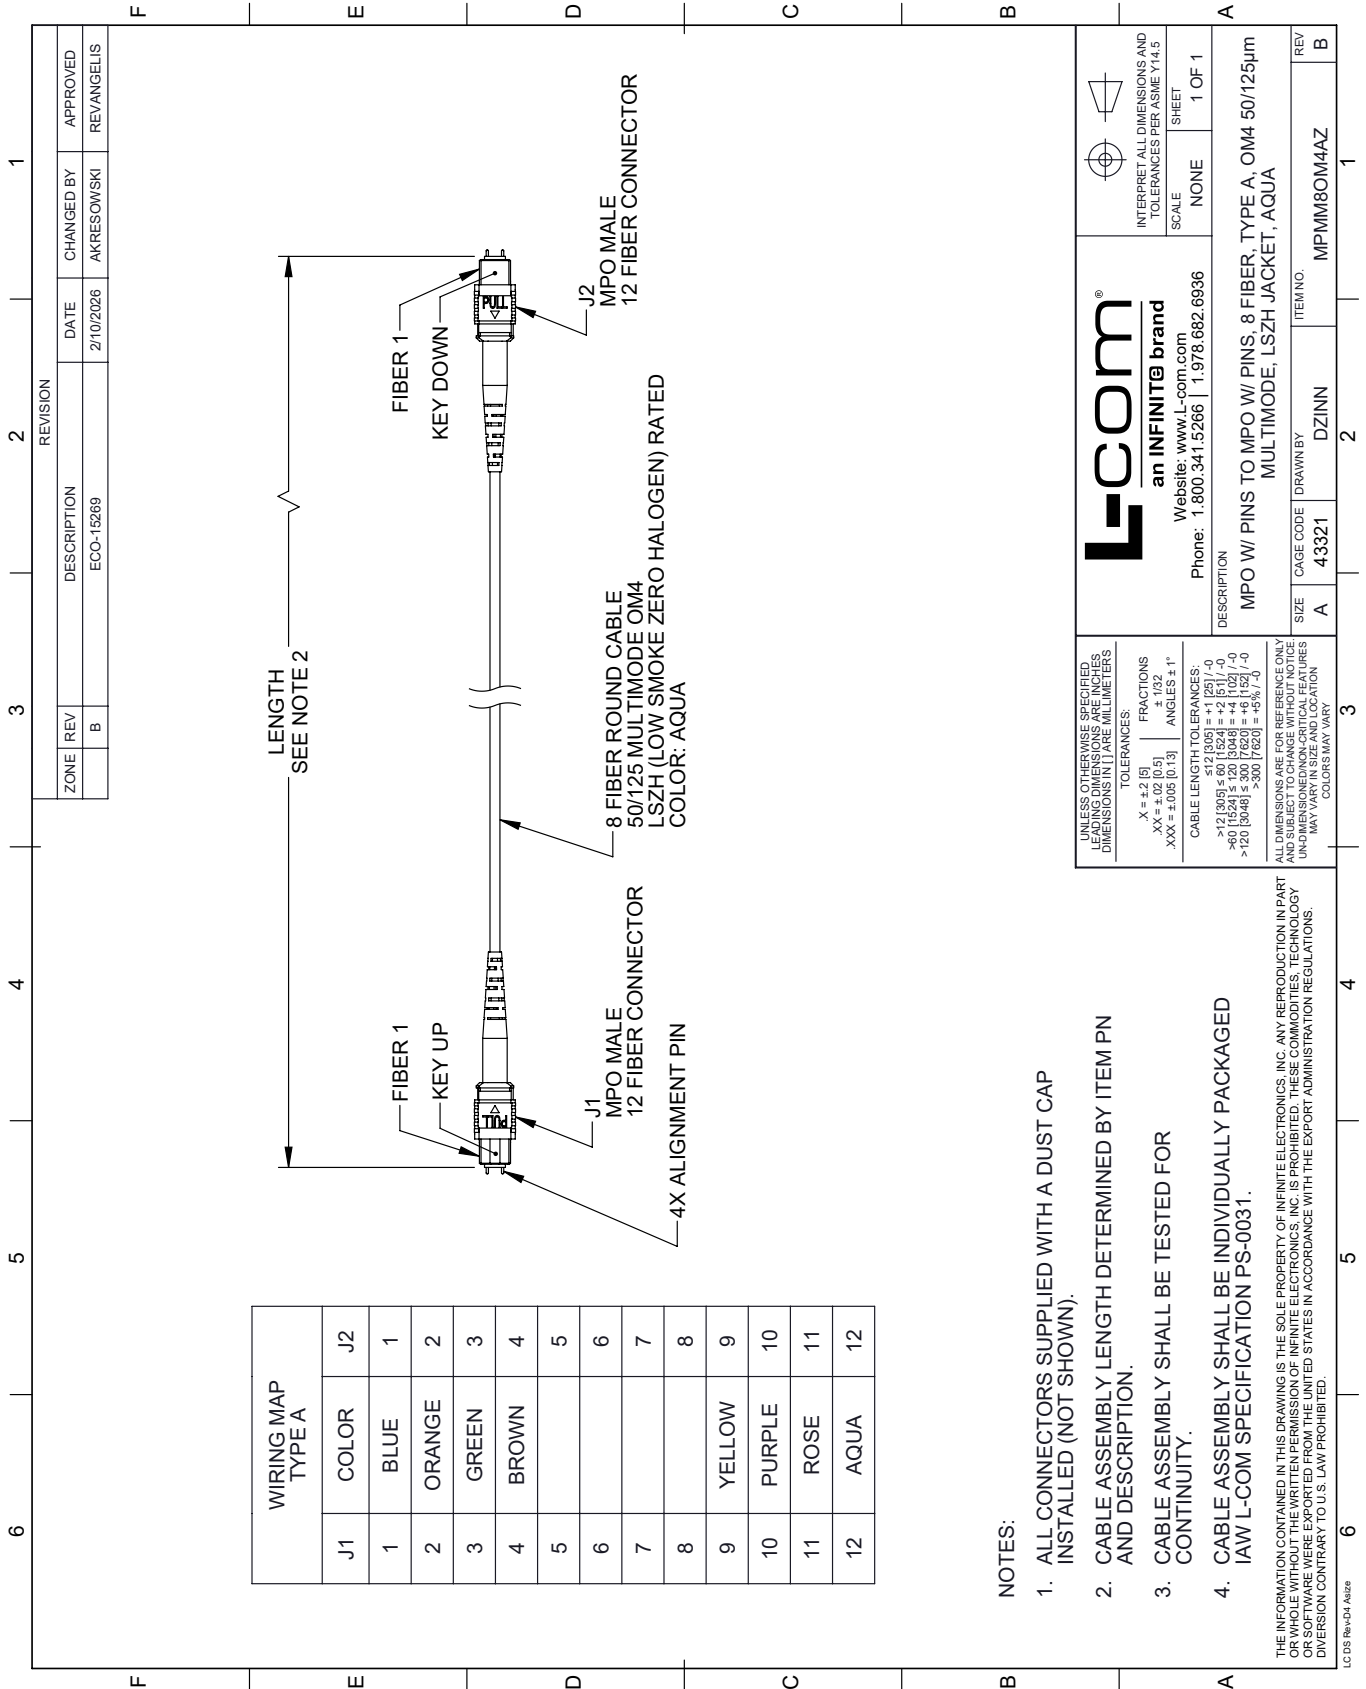 6 5 4 3 2 1
F
E
D
C
B
A
REVISION
ZONE REV DESCRIPTION DATE CHANGED BY APPROVED
B ECO-15269 2/10/2026 AKRESOWSKI REVANGELIS
WIRING MAP
TYPE A
J1 COLOR J2
1 BLUE 1
2 ORANGE 2
3 GREEN 3
4 BROWN 4
5 5
6 6
7 7
8 8
9 YELLOW 9
10 PURPLE 10
11 ROSE 11
12 AQUA 12
LENGTH
SEE NOTE 2
FIBER 1
KEY UP
PULL
J1
MPO MALE
12 FIBER CONNECTOR
4X ALIGNMENT PIN
8 FIBER ROUND CABLE
50/125 MULTIMODE OM4
LSZH (LOW SMOKE ZERO HALOGEN) RATED
COLOR: AQUA
FIBER 1
KEY DOWN
PULL
J2
MPO MALE
12 FIBER CONNECTOR
NOTES:
1. ALL CONNECTORS SUPPLIED WITH A DUST CAP
INSTALLED (NOT SHOWN).
2. CABLE ASSEMBLY LENGTH DETERMINED BY ITEM PN
AND DESCRIPTION.
3. CABLE ASSEMBLY SHALL BE TESTED FOR
CONTINUITY.
4. CABLE ASSEMBLY SHALL BE INDIVIDUALLY PACKAGED
IAW L-COM SPECIFICATION PS-0031.
THE INFORMATION CONTAINED IN THIS DRAWING IS THE SOLE PROPERTY OF INFINITE ELECTRONICS, INC. ANY REPRODUCTION IN PART
OR WHOLE WITHOUT THE WRITTEN PERMISSION OF INFINITE ELECTRONICS, INC. IS PROHIBITED. THESE COMMODITIES, TECHNOLOGY
OR SOFTWARE WERE EXPORTED FROM THE UNITED STATES IN ACCORDANCE WITH THE EXPORT ADMINISTRATION REGULATIONS.
DIVERSION CONTRARY TO U.S. LAW PROHIBITED.
UNLESS OTHERWISE SPECIFIED
LEADING DIMENSIONS ARE INCHES
DIMENSIONS IN [ ] ARE MILLIMETERS
TOLERANCES:
.X = ±.2 [5] FRACTIONS
.XX = ±.02 [0.5] ± 1/32
.XXX = ±.005 [0.13] ANGLES ± 1°
CABLE LENGTH TOLERANCES:
≤12 [305] = +1 [25] / -0
>12 [305] ≤ 60 [1524] = +2 [51] / -0
>60 [1524] ≤ 120 [3048] = +4 [102] / -0
>120 [3048] ≤ 300 [7620] = +6 [152] / -0
>300 [7620] = +5% / -0
ALL DIMENSIONS ARE FOR REFERENCE ONLY
AND SUBJECT TO CHANGE WITHOUT NOTICE.
UN-DIMENSIONED/NON-CRITICAL FEATURES
MAY VARY IN SIZE AND LOCATION
COLORS MAY VARY
L-com®
an INFINIT℮ brand
Website: www.L-com.com
Phone: 1.800.341.5266 | 1.978.682.6936
INTERPRET ALL DIMENSIONS AND
TOLERANCES PER ASME Y14.5
SCALE NONE
SHEET 1 OF 1
DESCRIPTION
MPO W/ PINS TO MPO W/ PINS, 8 FIBER, TYPE A, OM4 50/125µm
MULTIMODE, LSZH JACKET, AQUA
SIZE A
CAGE CODE 43321
DRAWN BY DZINN
ITEM NO. MPMM8OM4AZ
REV B
F
E
D
C
B
A
6 5 4 3 2 1
LC DS Rev-D4 Asize